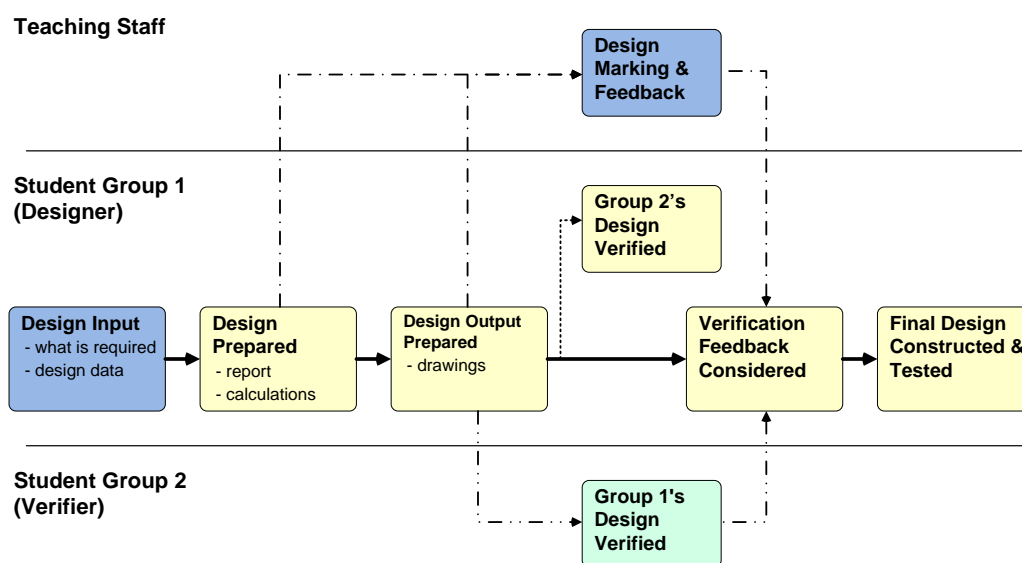 Teaching Staff
Design
Marking &
Feedback
Student Group 1
(Designer)
Group 2’s
Design
Verified
Design Input
- what is required
- design data
Design
Prepared
- report
- calculations
Design Output
Prepared
- drawings
Verification
Feedback
Considered
Final Design
Constructed &
Tested
Student Group 2
(Verifier)
Group 1's
Design
Verified